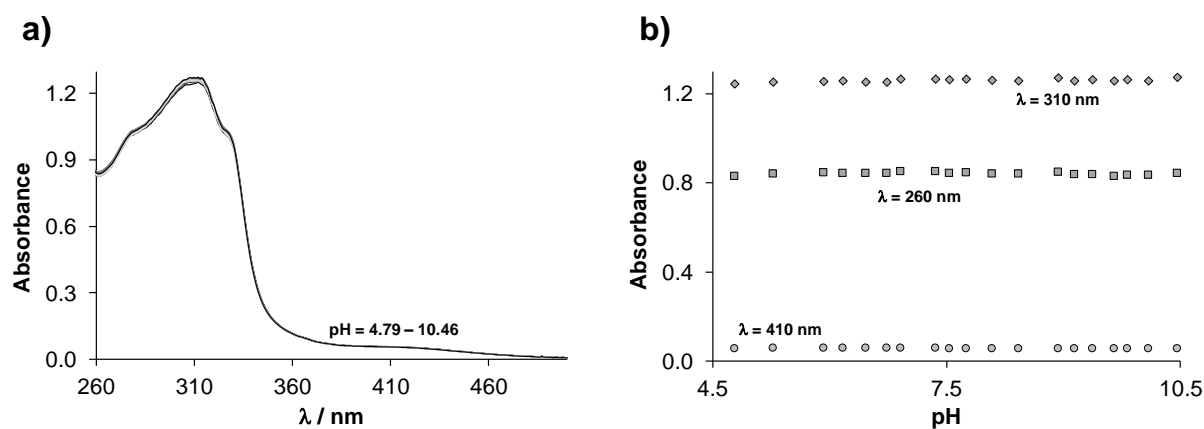 a)
1.2
0.9
0.6
0.3
0.0
Absorbance
pH = 4.79 – 10.46
260 310 360 410 460
λ / nm
b)
1.2
0.8
0.4
0.0
Absorbance
λ = 310 nm
λ = 260 nm
λ = 410 nm
4.5 7.5 10.5
pH